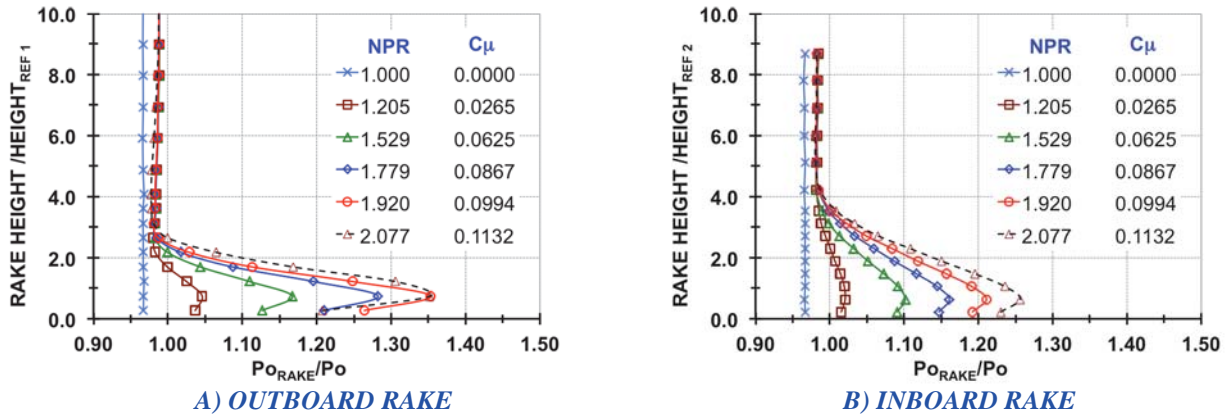 RAKE HEIGHT /HEIGHT REF 1
10.0
8.0
6.0
4.0
2.0
0.0
NPR Cμ
1.000 0.0000
1.205 0.0265
1.529 0.0625
1.779 0.0867
1.920 0.0994
2.077 0.1132
0.90 1.00 1.10 1.20 1.30 1.40 1.50
PoRAKE/Po
A) OUTBOARD RAKE
RAKE HEIGHT /HEIGHT REF 2
10.0
8.0
6.0
4.0
2.0
0.0
NPR Cμ
1.000 0.0000
1.205 0.0265
1.529 0.0625
1.779 0.0867
1.920 0.0994
2.077 0.1132
0.90 1.00 1.10 1.20 1.30 1.40 1.50
PoRAKE/Po
B) INBOARD RAKE